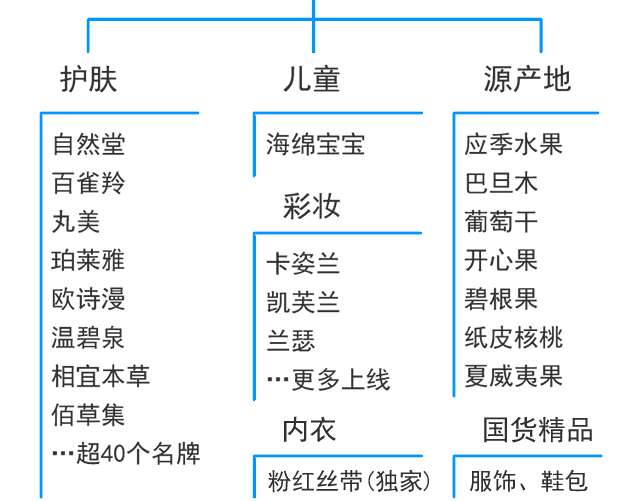 护肤
自然堂
百雀羚
丸美
珀莱雅
欧诗漫
温碧泉
相宜本草
佰草集
…超40个名牌
儿童
海绵宝宝
彩妆
卡姿兰
凯芙兰
兰瑟
…更多上线
内衣
粉红丝带(独家)
源产地
应季水果
巴旦木
葡萄干
开心果
碧根果
纸皮核桃
夏威夷果
国货精品
服饰、鞋包